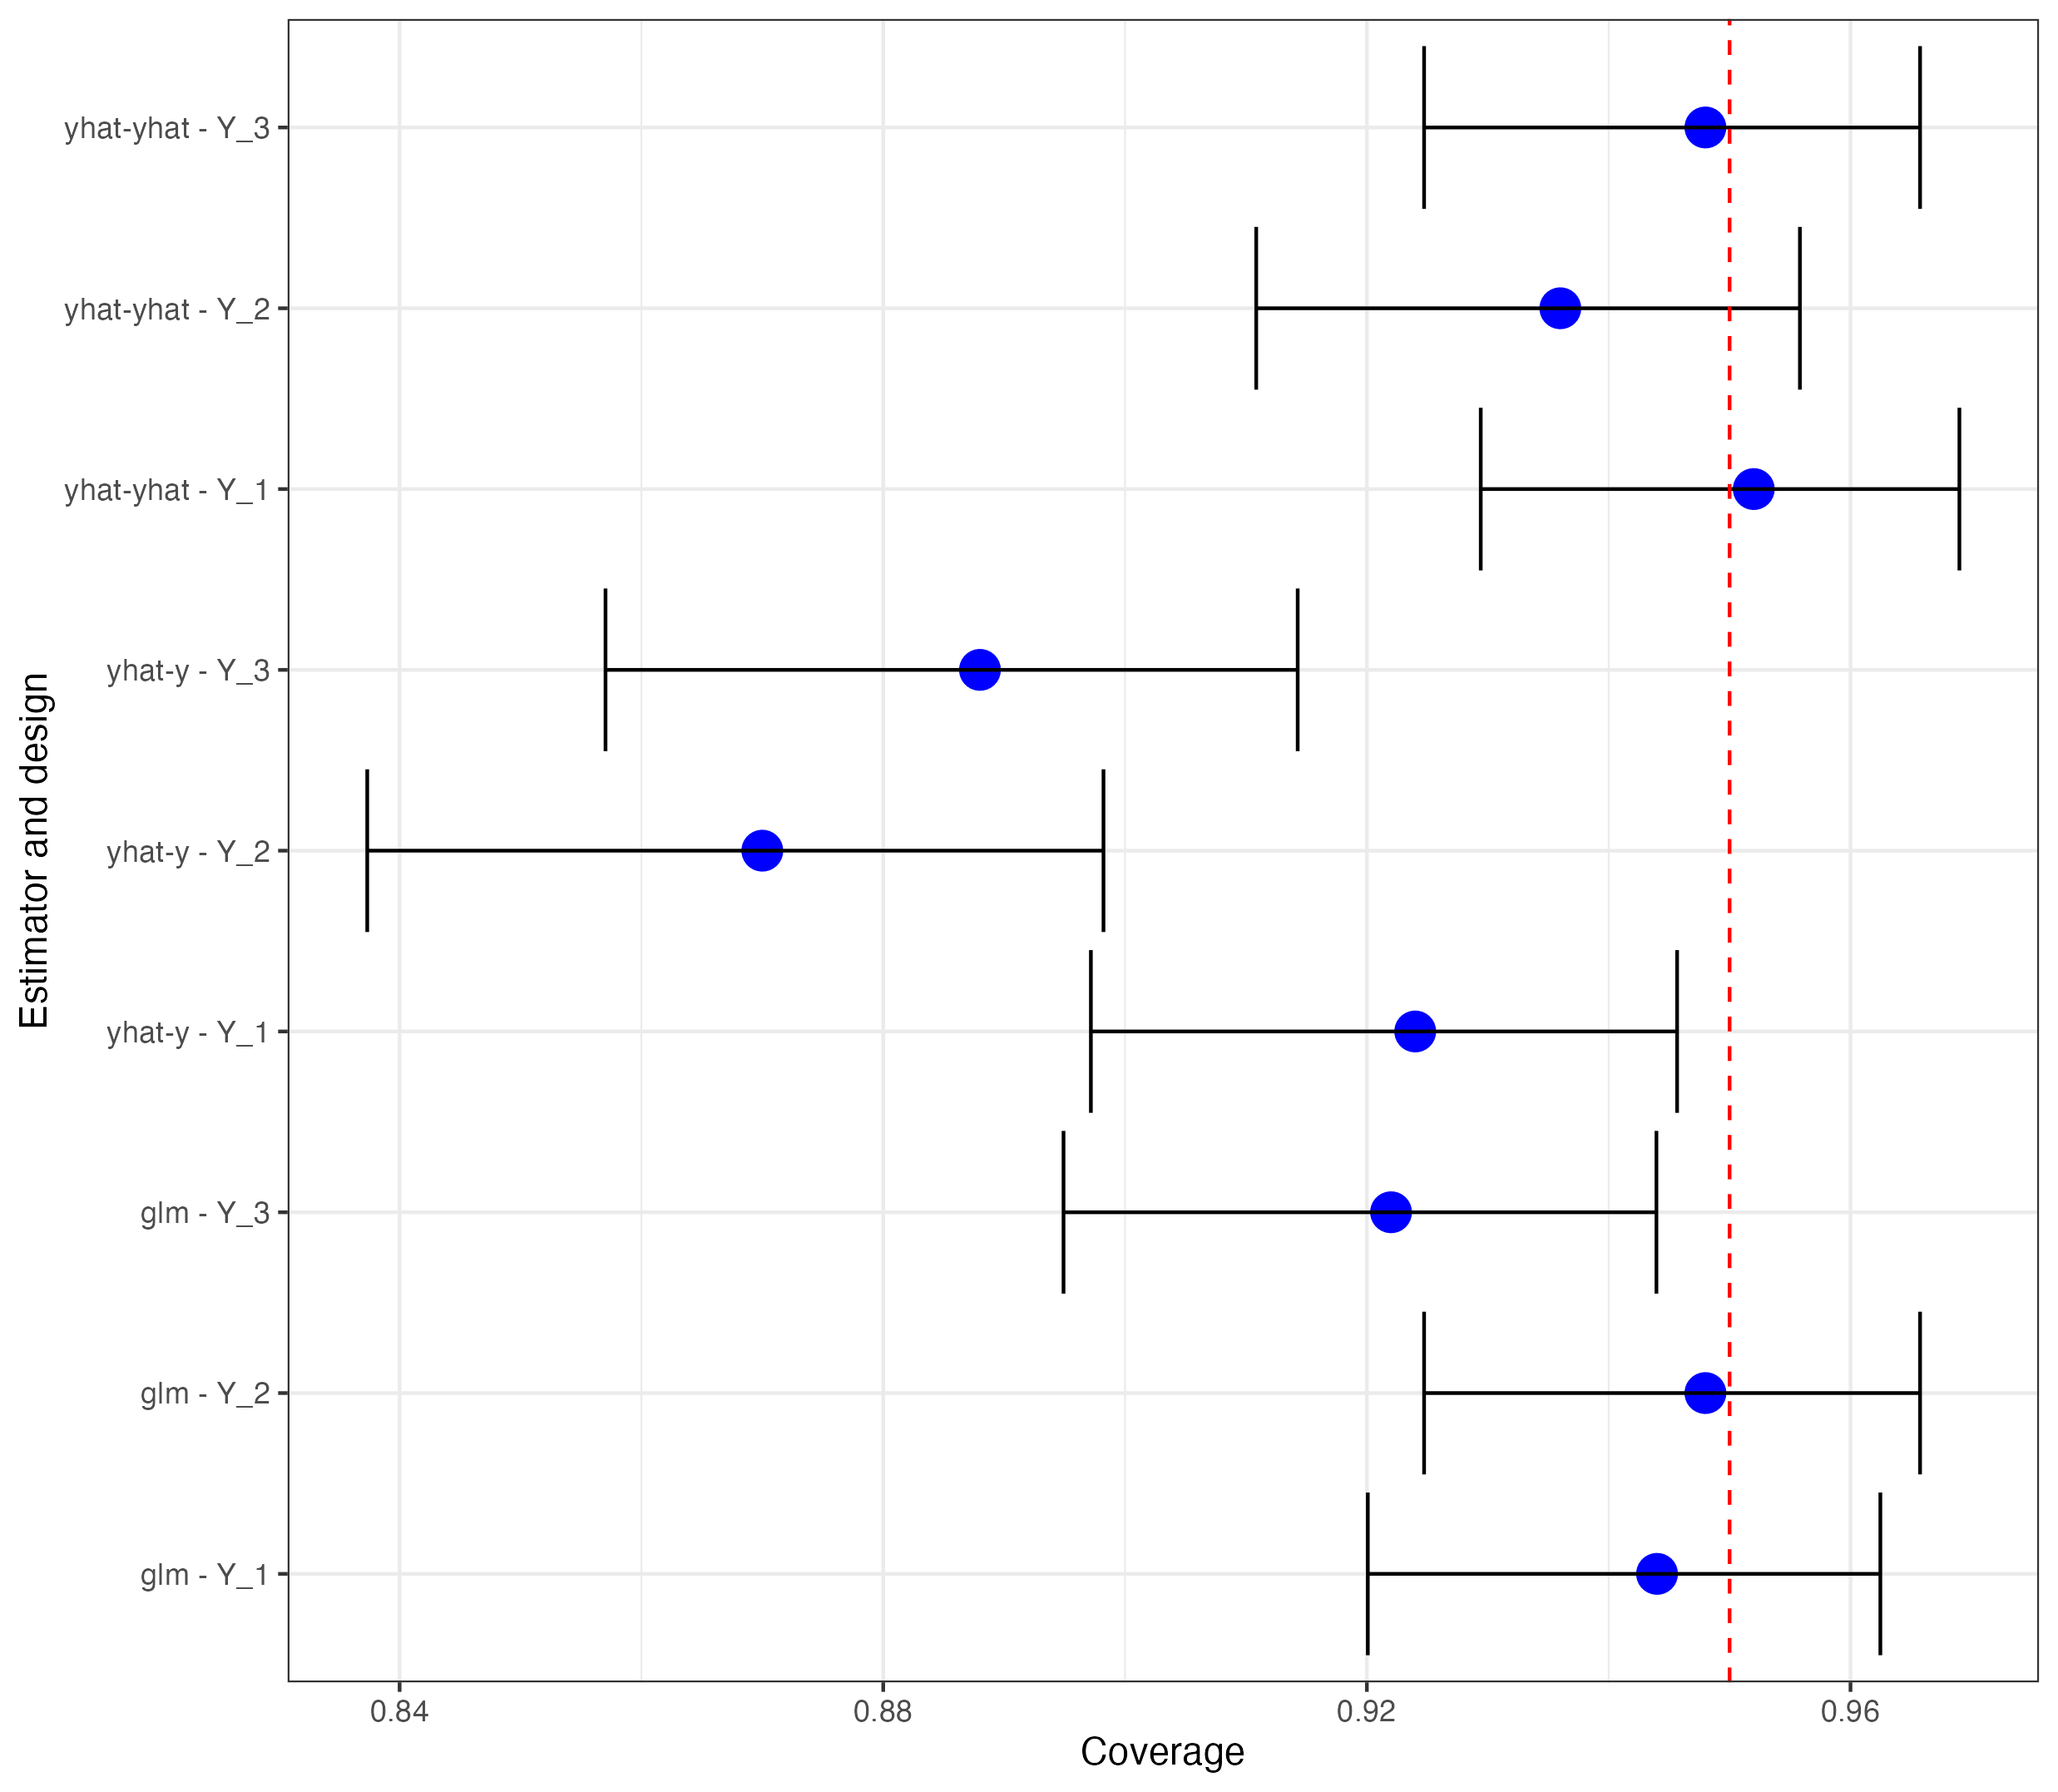 yhat-yhat - Y_3
yhat-yhat - Y_2
yhat-yhat - Y_1
yhat-y - Y_3
yhat-y - Y_2
yhat-y - Y_1
glm - Y_3
glm - Y_2
glm - Y_1
Estimator and design
0.84 0.88 0.92 0.96
Coverage